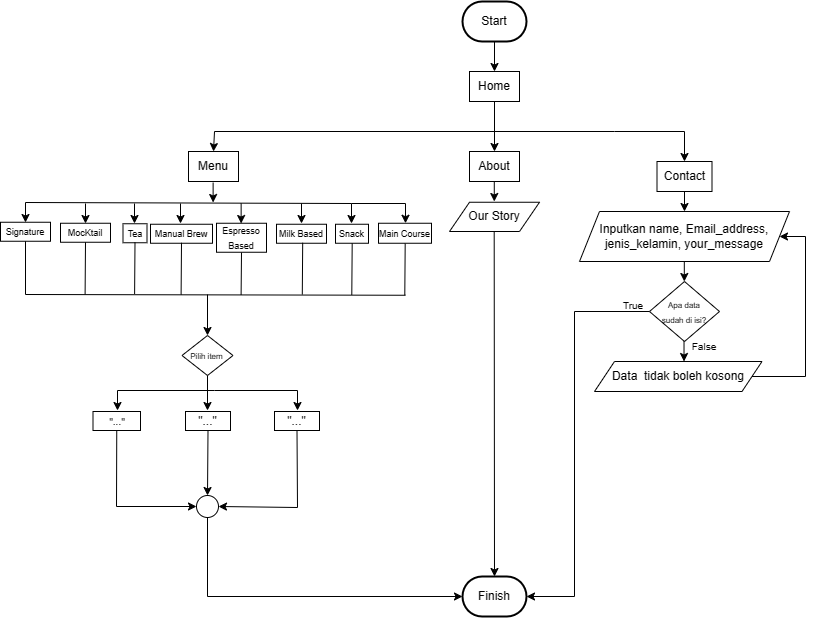 Start
Home
Menu
About
Contact
Signature
MocKtail
Tea
Manual Brew
Espresso
Based
Milk Based
Snack
Main Course
Our Story
Inputkan name, Email_address,
jenis_kelamin, your_message
True
Apa data
sudah di isi?
False
Pilih item
Data tidak boleh kosong
"..."
"..."
"..."
Finish